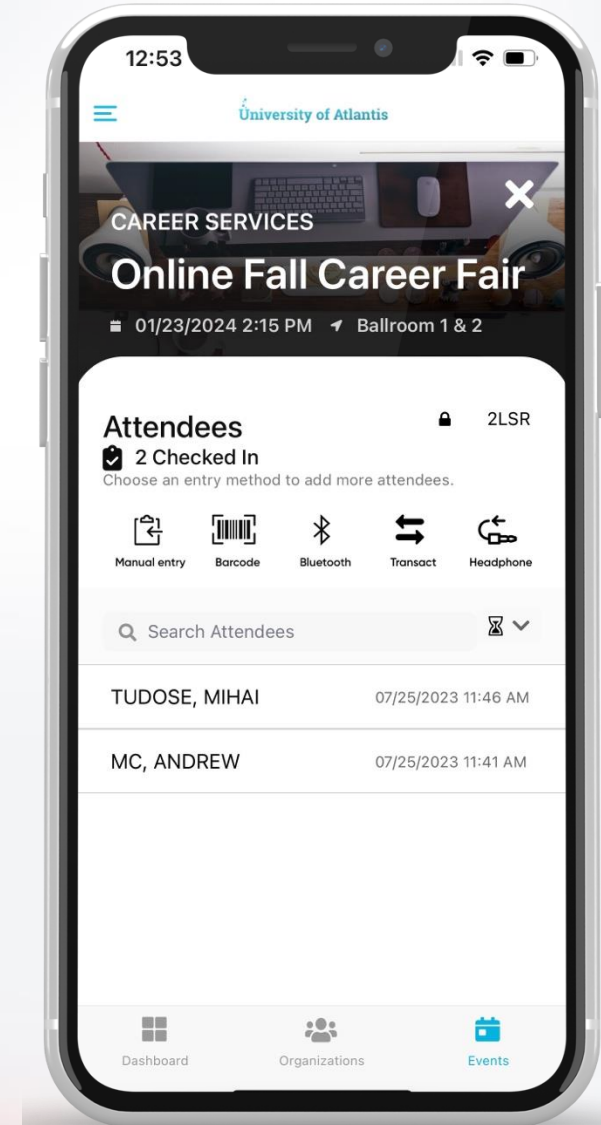 12:53
University of Atlantis
CAREER SERVICES
Online Fall Career Fair
01/23/2024 2:15 PM Ballroom 1 & 2
Attendees 2LSR
2 Checked In
Choose an entry method to add more attendees.
Manual entry Barcode Bluetooth Transact Headphone
Search Attendees
TUDOSE, MIHAI 07/25/2023 11:46 AM
MC, ANDREW 07/25/2023 11:41 AM
Dashboard Organizations Events